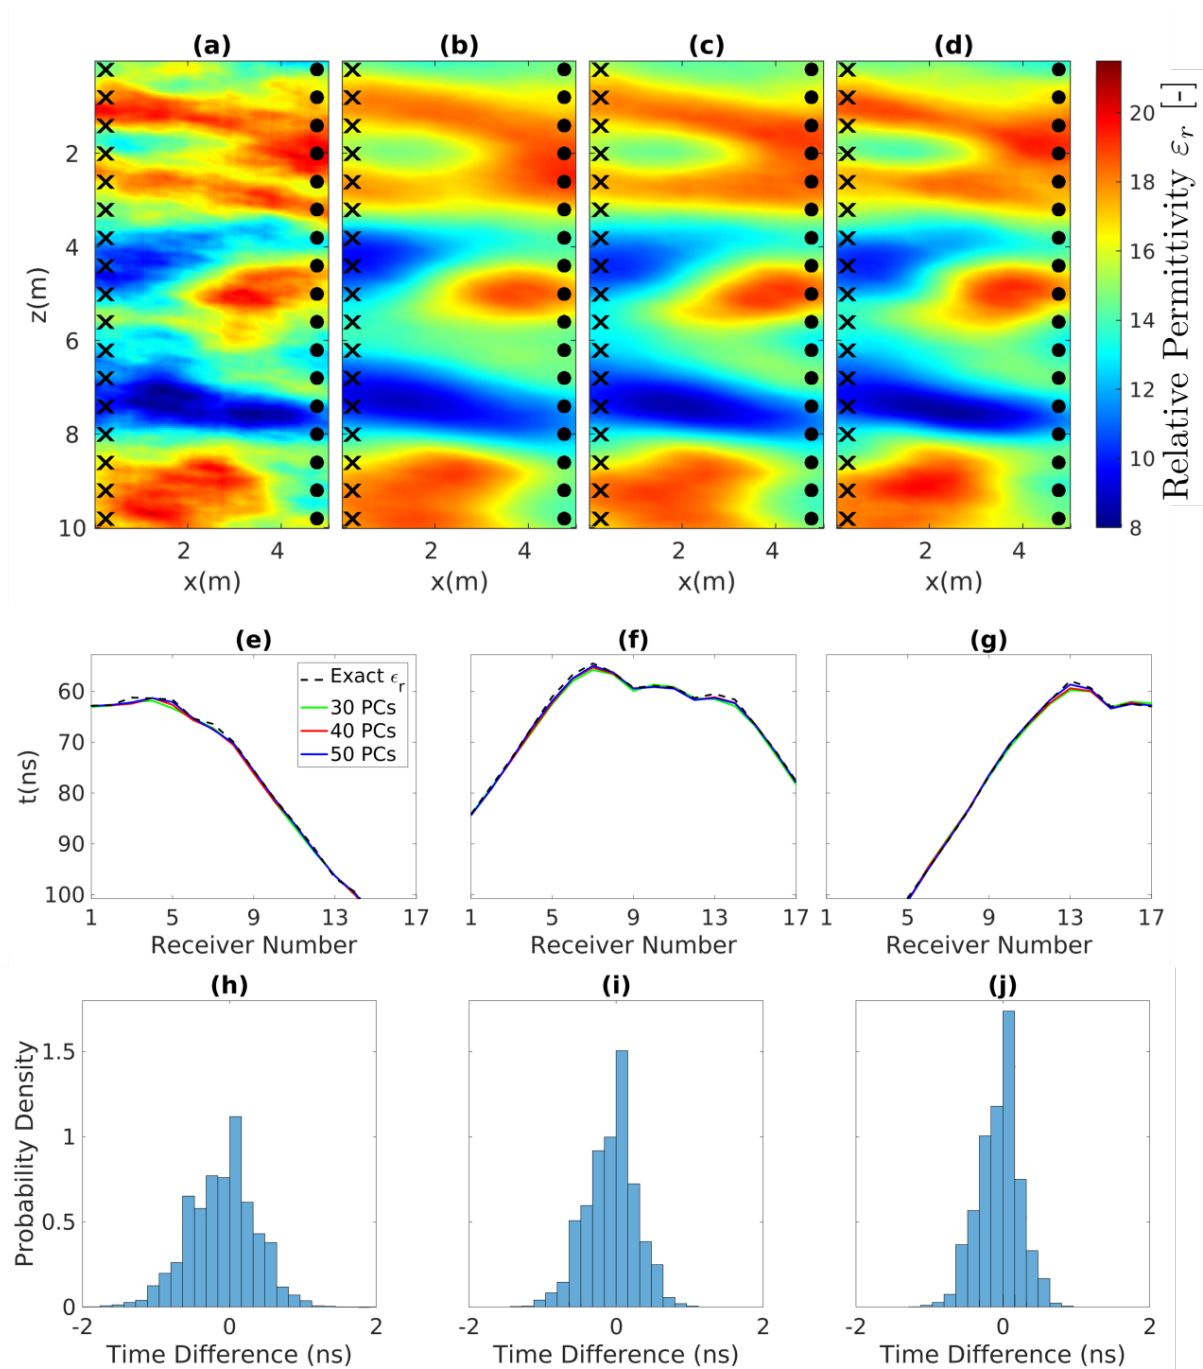 (a) (b) (c) (d)
2
4
6
8
10
z(m)
2 4 2 4 2 4 2 4
x(m) x(m) x(m) x(m)
20
18
16
14
12
10
8
Relative Permittivity εr [-]
(e) (f) (g)
60
70
80
90
100
t(ns)
Exact ϵr
30 PCs
40 PCs
50 PCs
1 5 9 13 17 1 5 9 13 17 5 9 13 17
Receiver Number Receiver Number Receiver Number
(h) (i) (j)
1.5
1
0.5
0
Probability Density
-2 0 2 -2 0 2 -2 0 2
Time Difference (ns) Time Difference (ns) Time Difference (ns)